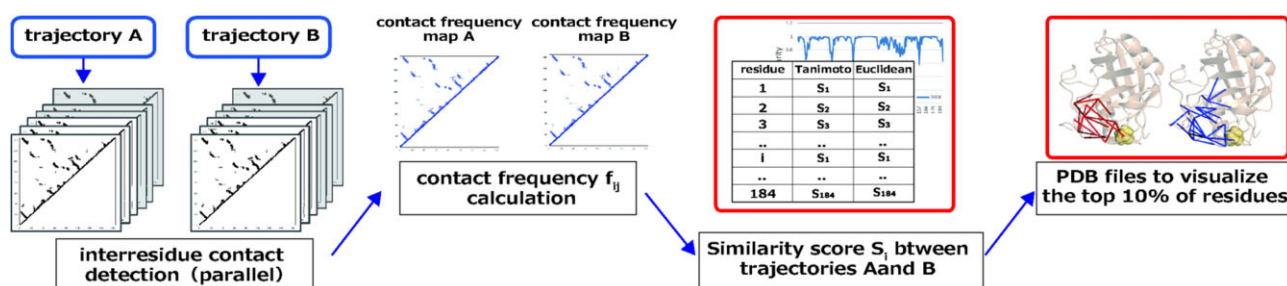 trajectory A
trajectory B
interresidue contact
detection (parallel)
contact frequency
map A
contact frequency
map B
contact frequency fij
calculation
residue Tanimoto Euclidean
1 S1 S1
2 S2 S2
3 S3 S3
.. .. ..
i S1 S1
.. .. ..
184 S184 S184
Similarity score Si btween
trajectories Aand B
PDB files to visualize
the top 10% of residues